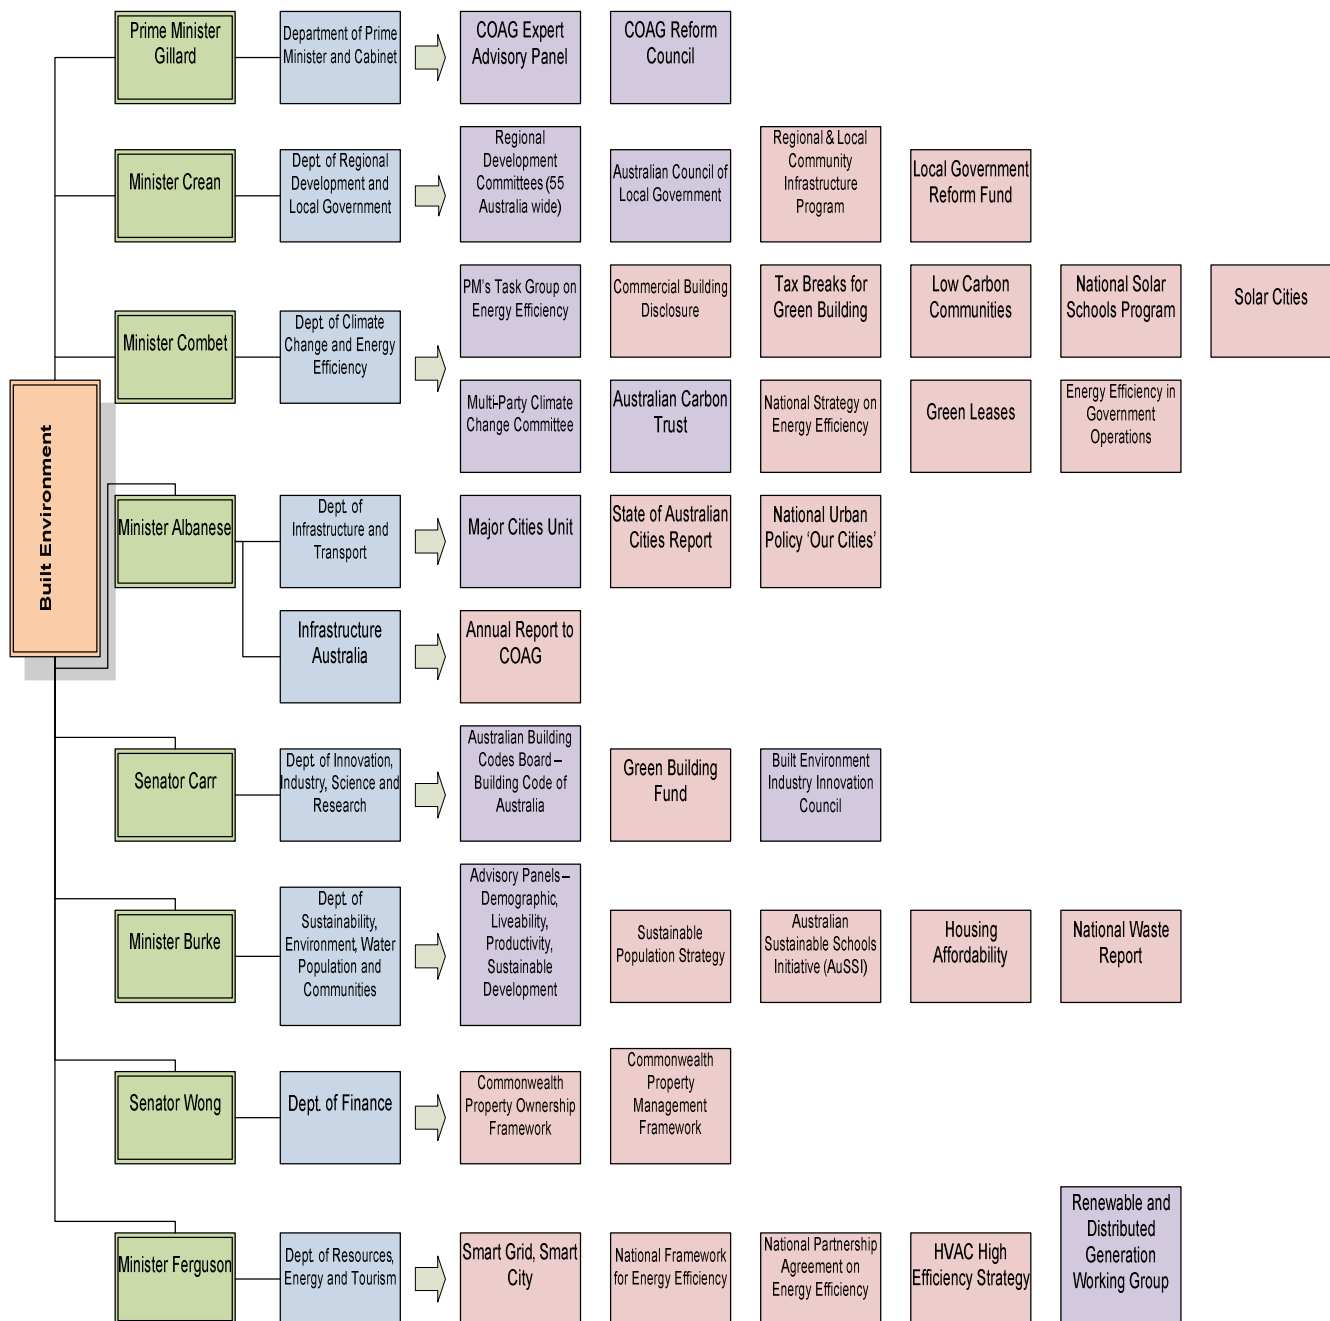 Prime Minister
Gillard
Department of Prime
Minister and Cabinet
COAG Expert
Advisory Panel
COAG Reform
Council
Minister Crean
Dept. of Regional
Development and
Local Government
Regional
Development
Committees (55
Australia wide)
Australian Council of
Local Government
Regional & Local
Community
Infrastructure
Program
Local Government
Reform Fund
Minister Combet
Dept. of Climate
Change and Energy
Efficiency
PM's Task Group on
Energy Efficiency
Commercial Building
Disclosure
Tax Breaks for
Green Building
Low Carbon
Communities
National Solar
Schools Program
Solar Cities
Multi-Party Climate
Change Committee
Australian Carbon
Trust
National Strategy on
Energy Efficiency
Green Leases
Energy Efficiency in
Government
Operations
Built Environment
Minister Albanese
Dept. of
Infrastructure and
Transport
Major Cities Unit
State of Australian
Cities Report
National Urban
Policy ‘Our Cities’
Infrastructure
Australia
Annual Report to
COAG
Senator Carr
Dept. of Innovation,
Industry, Science and
Research
Australian Building
Codes Board –
Building Code of
Australia
Green Building
Fund
Built Environment
Industry Innovation
Council
Minister Burke
Dept. of
Sustainability,
Environment, Water
Population and
Communities
Advisory Panels –
Demographic,
Liveability,
Productivity,
Sustainable
Development
Sustainable
Population Strategy
Australian
Sustainable Schools
Initiative (AuSSI)
Housing
Affordability
National Waste
Report
Senator Wong
Dept. of Finance
Commonwealth
Property Ownership
Framework
Commonwealth
Property
Management
Framework
Minister Ferguson
Dept. of Resources,
Energy and Tourism
Smart Grid, Smart
City
National Framework
for Energy Efficiency
National Partnership
Agreement on
Energy Efficiency
HVAC High
Efficiency Strategy
Renewable and
Distributed
Generation
Working Group